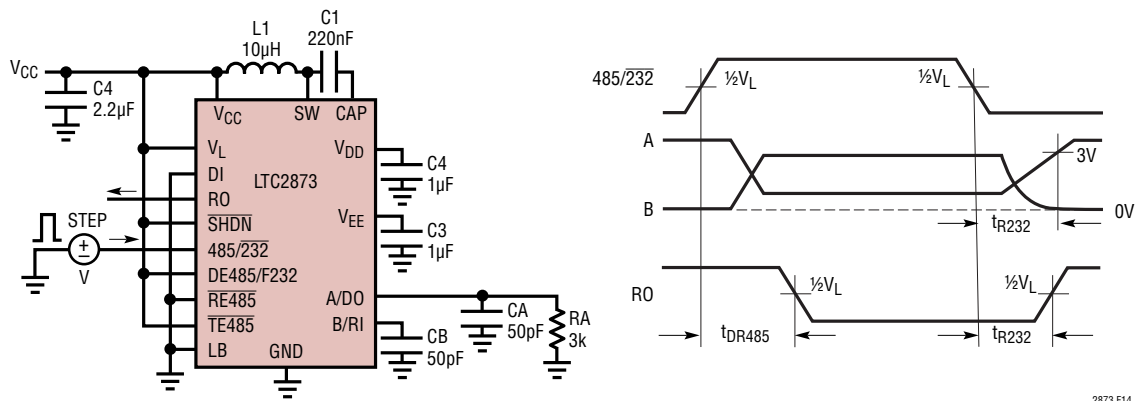 L1
10µH
C1
220nF
VCC
C4
2.2µF
VCC
SW
CAP
VL
DI
RO
SHDN
485/232
DE485/F232
RE485
TE485
LB
GND
LTC2873
VDD
VEE
A/DO
B/RI
C4
1µF
C3
1µF
STEP
+
–
V
CA
50pF
RA
3k
CB
50pF
485/232
½VL
½VL
A
B
3V
0V
tR232
RO
½VL
½VL
tDR485
tR232
2873 F14